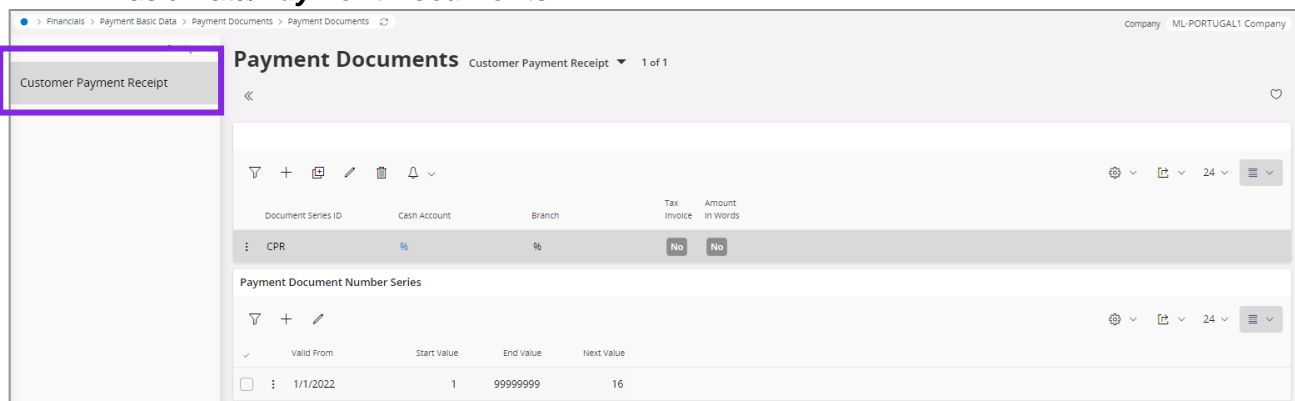 > Financials > Payment Basic Data > Payment Documents > Payment Documents
Company ML-PORTUGAL1 Company
Customer Payment Receipt
Payment Documents Customer Payment Receipt 1 of 1
24
Document Series ID Cash Account Branch Tax Invoice Amount In Words
CPR % % No No
Payment Document Number Series
24
Valid From Start Value End Value Next Value
1/1/2022 1 99999999 16